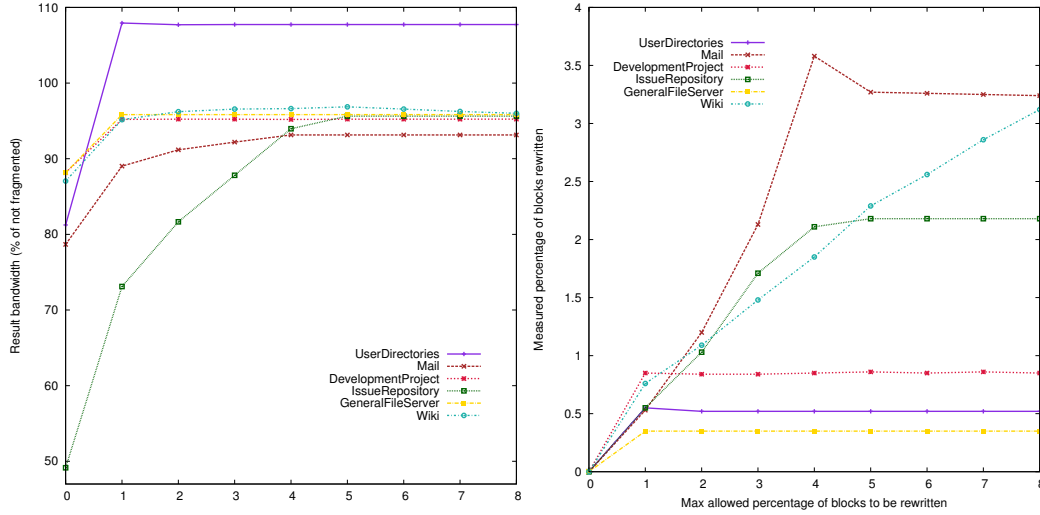 110
100
90
80
70
60
50
0 1 2 3 4 5 6 7 8
Result bandwidth (% of not fragmented)
UserDirectories
Mail
DevelopmentProject
IssueRepository
GeneralFileServer
Wiki
4
3.5
3
2.5
2
1.5
1
0.5
0
0 1 2 3 4 5 6 7 8
Measured percentage of blocks rewritten
Max allowed percentage of blocks to be rewritten
UserDirectories
Mail
DevelopmentProject
IssueRepository
GeneralFileServer
Wiki